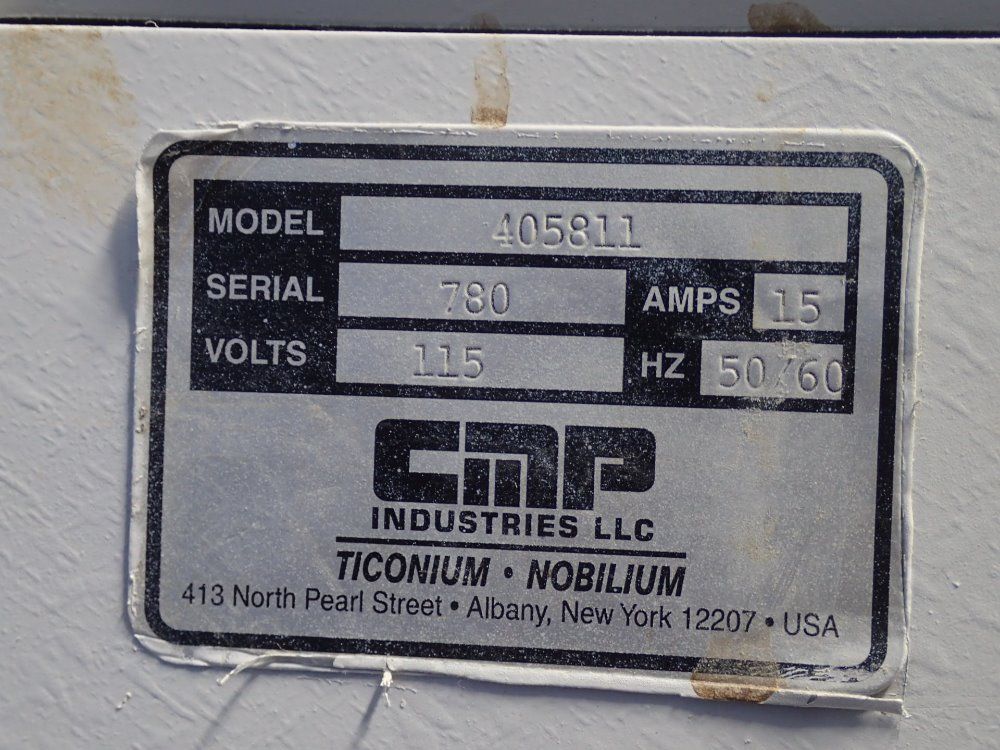 MODEL 405811
SERIAL 780 AMPS 15
VOLTS 115 HZ 50/60
CMP
INDUSTRIES LLC
TICONIUM • NOBILIUM
413 North Pearl Street • Albany, New York 12207 • USA